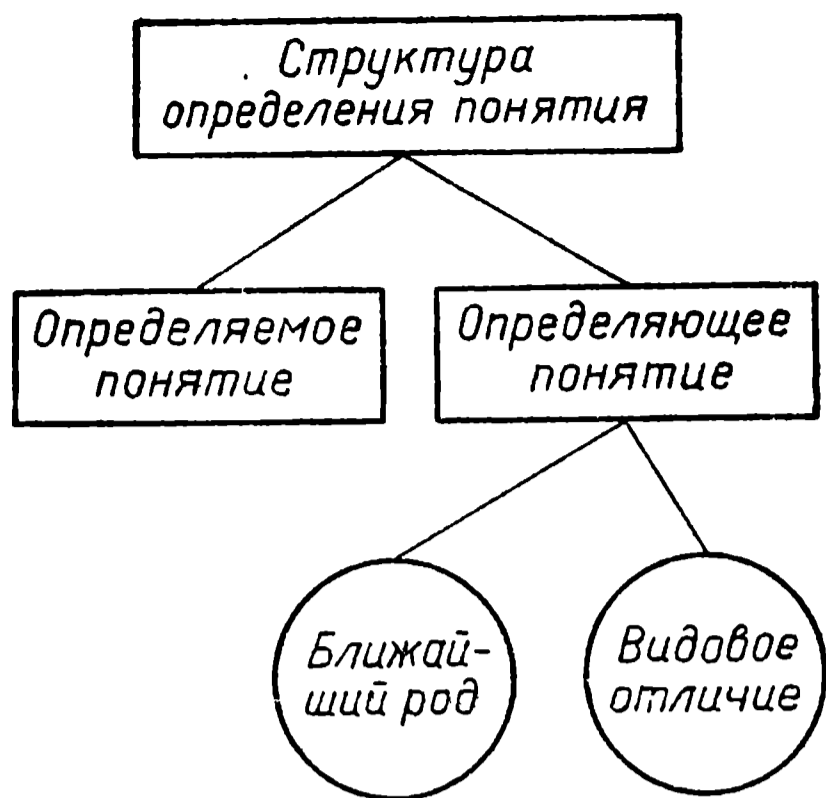 Структура
определения понятия
Определяемое
понятие
Определяющее
понятие
Ближай-
ший род
Видовое
отличие